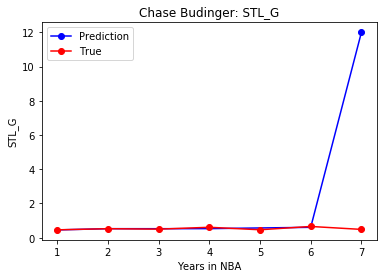 Chase Budinger: STL_G
Prediction
True
STL_G
12
10
8
6
4
2
0
1 2 3 4 5 6 7
Years in NBA